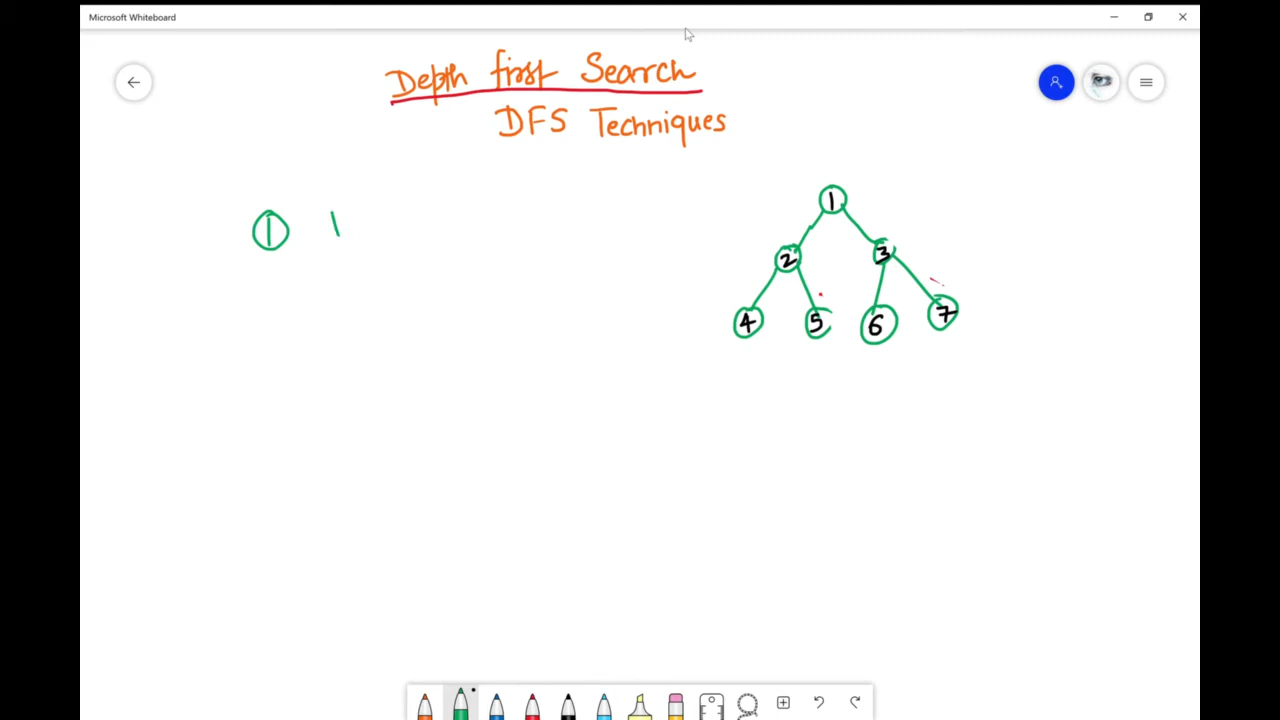 Microsoft Whiteboard
Depth first Search
DFS Techniques
1
1
2 3
4 5 6 7